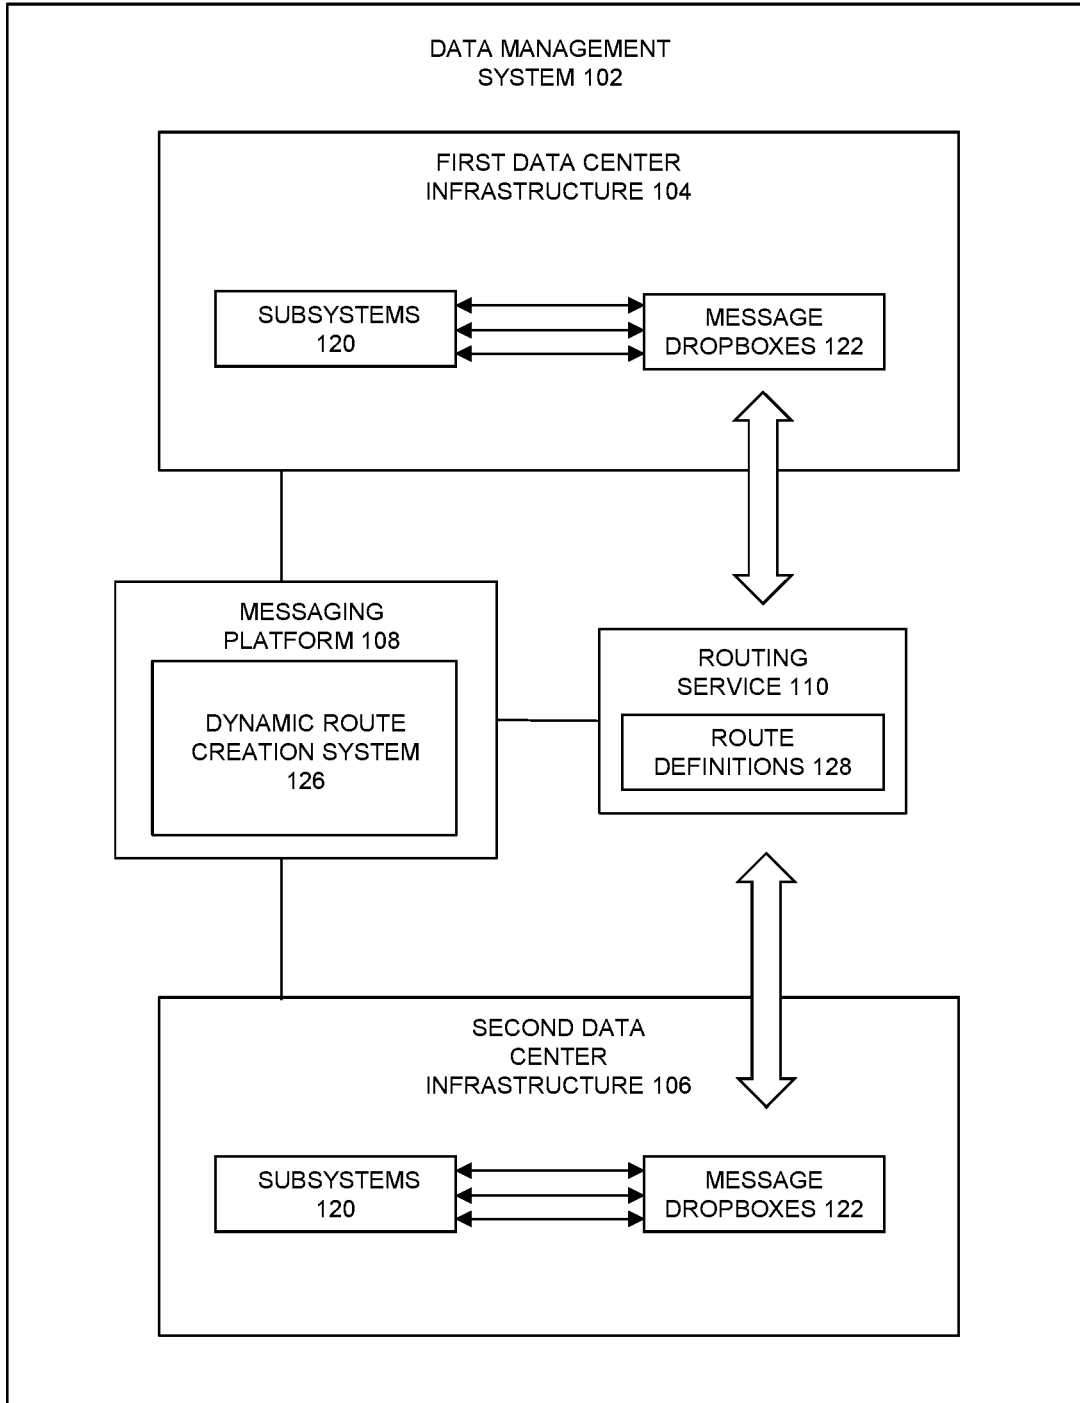 DATA MANAGEMENT
SYSTEM 102
FIRST DATA CENTER
INFRASTRUCTURE 104
SUBSYSTEMS
120
MESSAGE
DROPBOXES 122
MESSAGING
PLATFORM 108
DYNAMIC ROUTE
CREATION SYSTEM
126
ROUTING
SERVICE 110
ROUTE
DEFINITIONS 128
SECOND DATA
CENTER
INFRASTRUCTURE 106
SUBSYSTEMS
120
MESSAGE
DROPBOXES 122